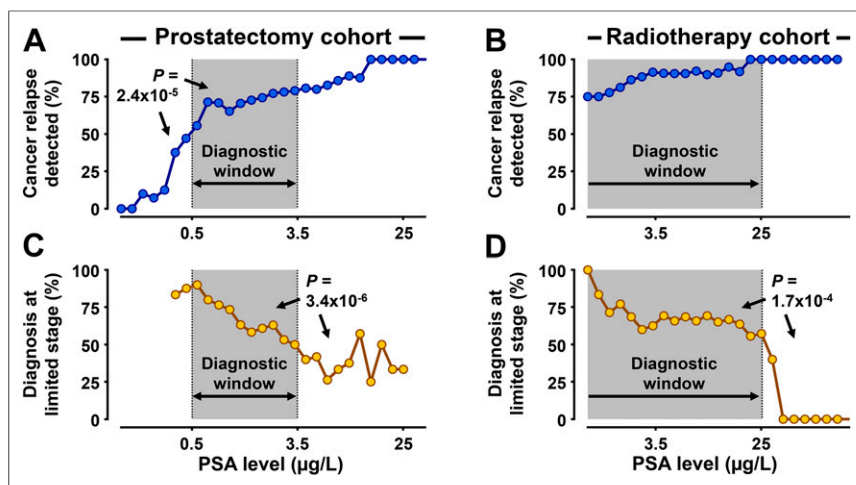 A
Prostatectomy cohort
Cancer relapse
detected (%)
100
75
50
25
0
P =
2.4x10-5
Diagnostic
window
0.5
3.5
25
B
Radiotherapy cohort
Cancer relapse
detected (%)
100
75
50
25
0
Diagnostic
window
3.5
25
C
Diagnosis at
limited stage (%)
100
75
50
25
0
P =
3.4x10-6
Diagnostic
window
0.5
3.5
25
PSA level (µg/L)
D
Diagnosis at
limited stage (%)
100
75
50
25
0
P =
1.7x10-4
Diagnostic
window
3.5
25
PSA level (µg/L)